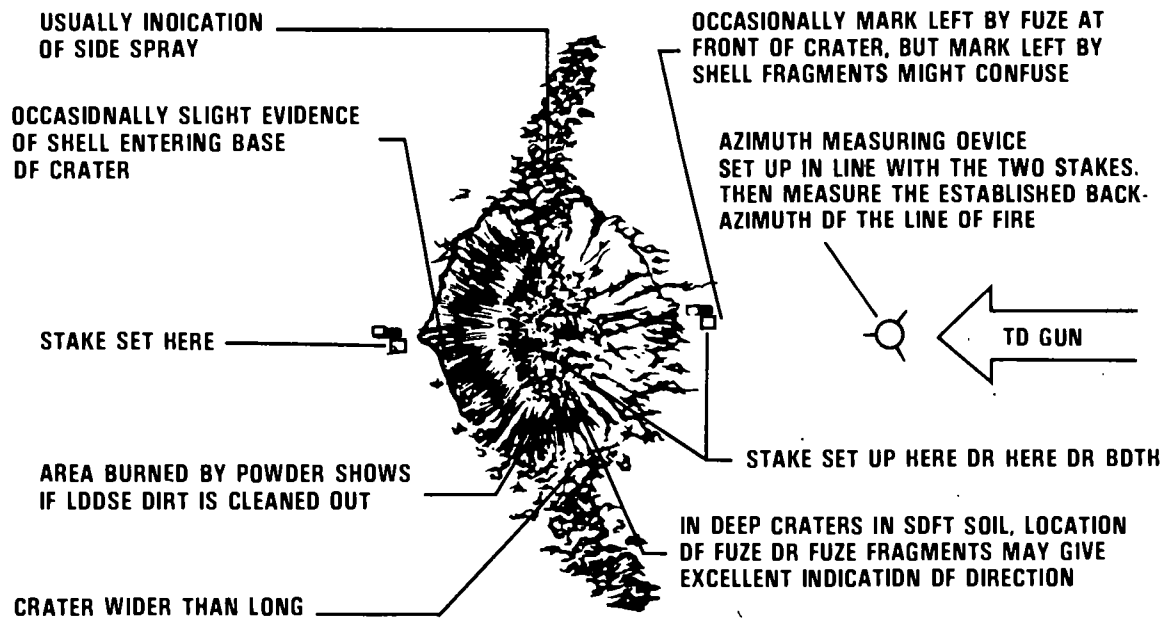 USUALLY INDICATION
OF SIDE SPRAY
OCCASIONALLY MARK LEFT BY FUZE AT
FRONT OF CRATER, BUT MARK LEFT BY
SHELL FRAGMENTS MIGHT CONFUSE
OCCASIDNALLY SLIGHT EVIDENCE
OF SHELL ENTERING BASE
DF CRATER
AZIMUTH MEASURING OEVICE
SET UP IN LINE WITH THE TWO STAKES.
THEN MEASURE THE ESTABLISHED BACK-
AZIMUTH DF THE LINE OF FIRE
STAKE SET HERE
TD GUN
AREA BURNED BY POWDER SHOWS
IF LDDSE DIRT IS CLEANED OUT
STAKE SET UP HERE DR HERE DR BDTH
IN DEEP CRATERS IN SDFT SOIL, LOCATION
DF FUZE DR FUZE FRAGMENTS MAY GIVE
EXCELLENT INDICATIDN DF DIRECTION
CRATER WIDER THAN LONG